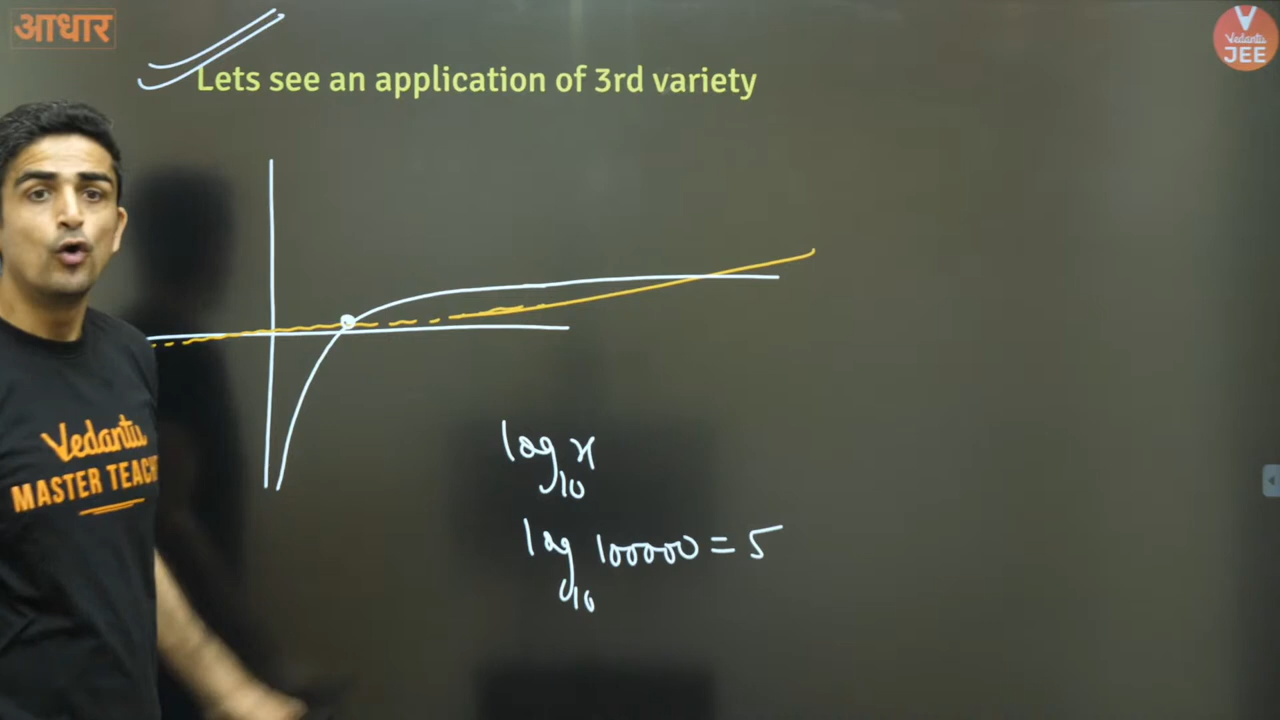 आधार
Vedantu
JEE
Lets see an application of 3rd variety
Vedantu
MASTER TEACH
log₁₀ x
log₁₀ 100000 = 5